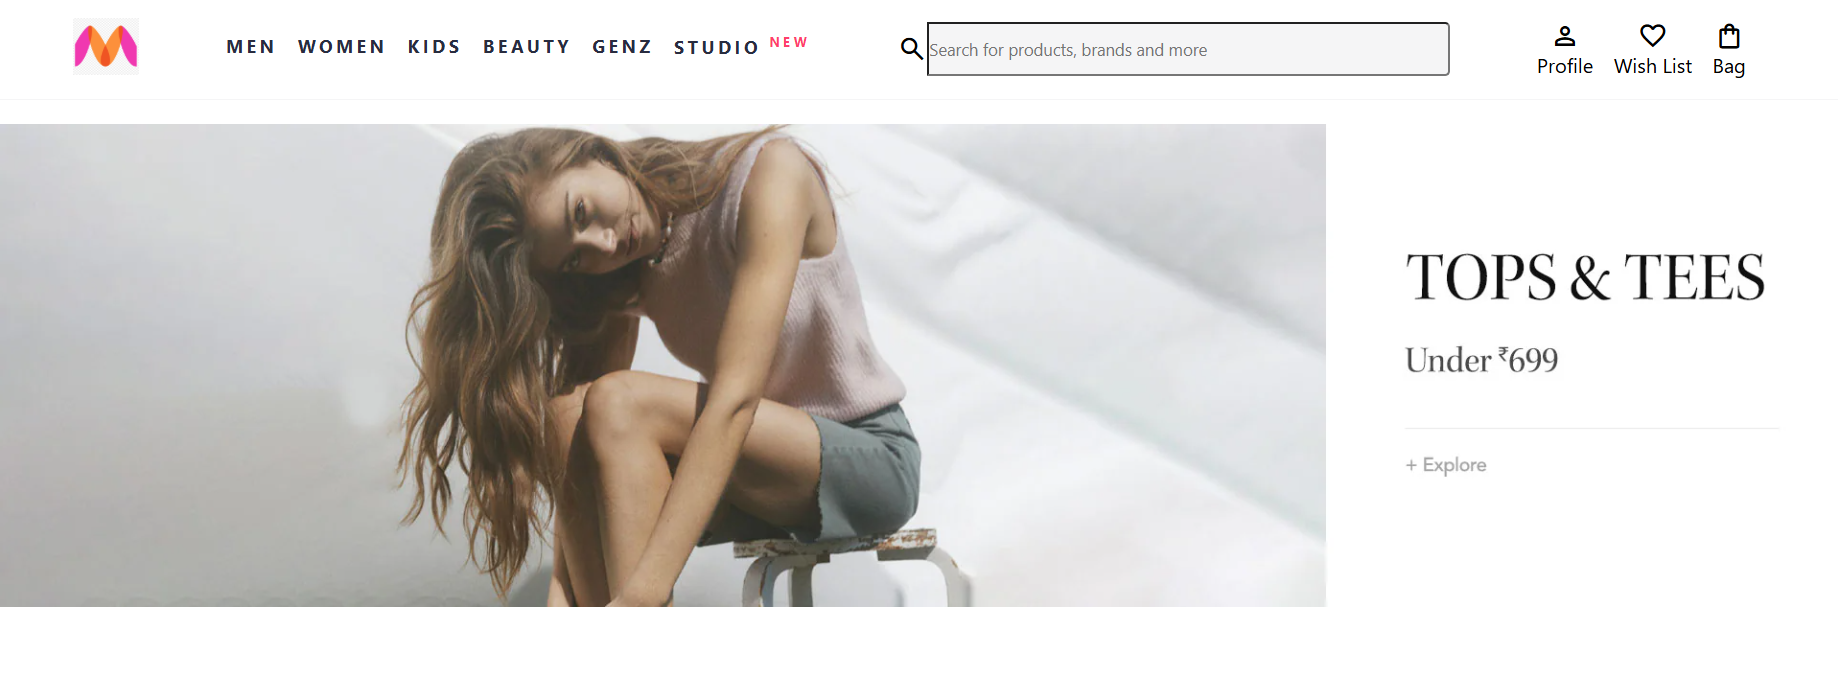 MEN WOMEN KIDS BEAUTY GENZ STUDIO NEW
Search for products, brands and more
Profile Wish List Bag
TOPS & TEES
Under ₹699
+ Explore